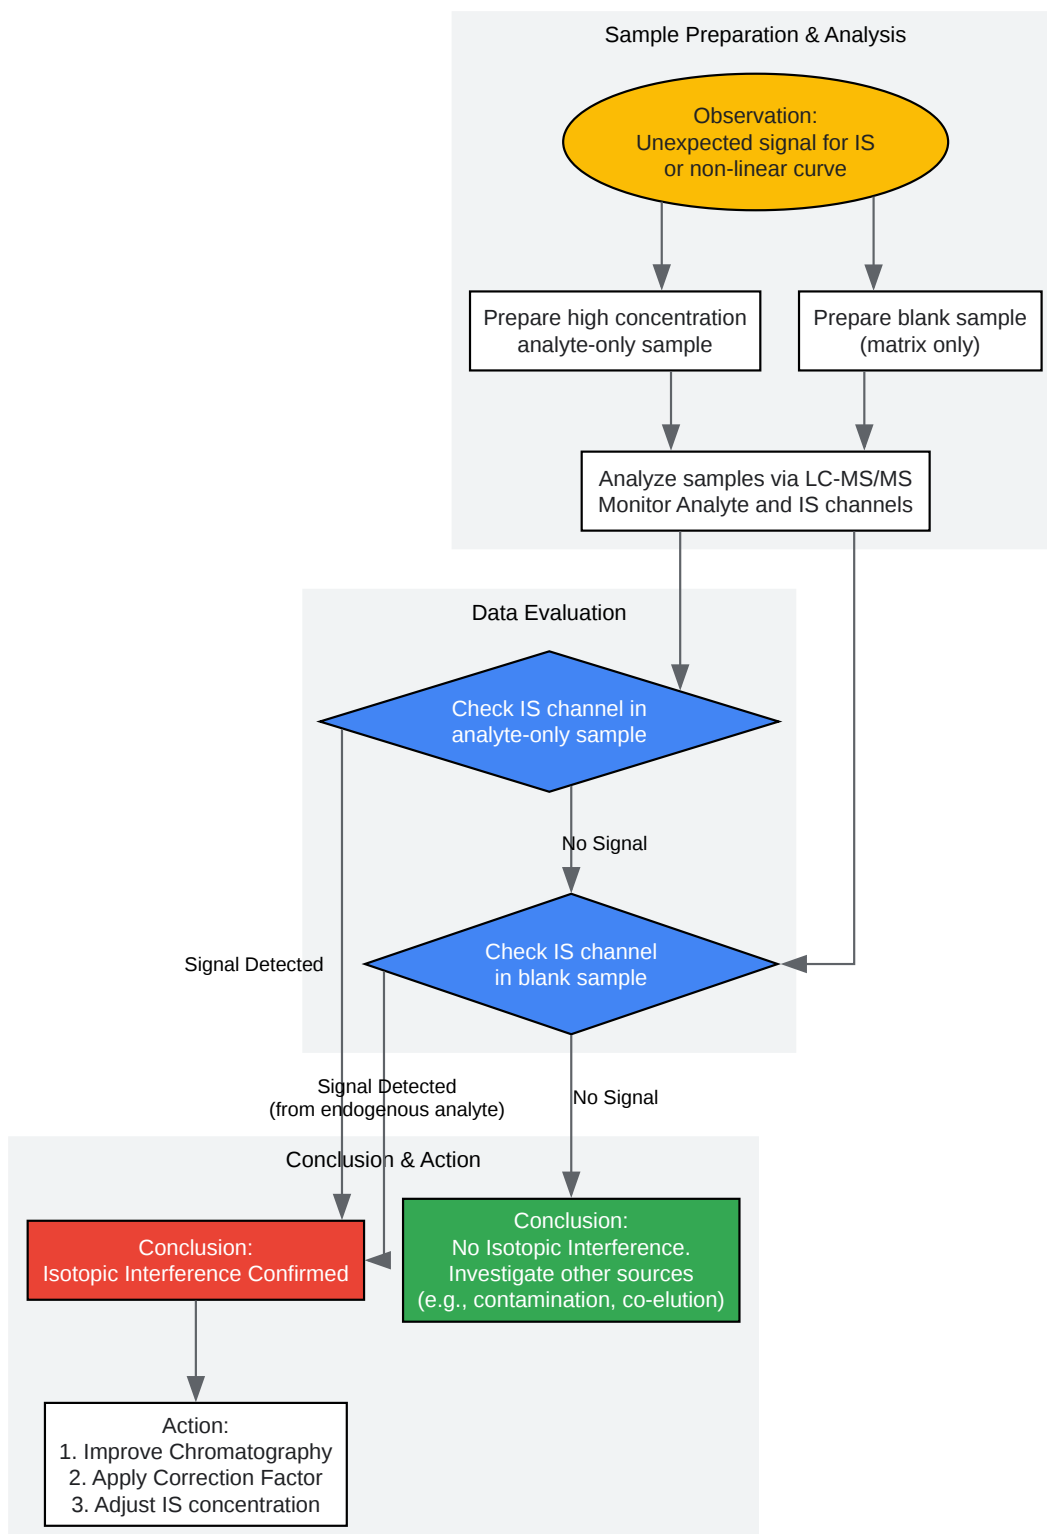 Sample Preparation & Analysis
Observation:
Unexpected signal for IS
or non-linear curve
Prepare high concentration
analyte-only sample
Prepare blank sample
(matrix only)
Analyze samples via LC-MS/MS
Monitor Analyte and IS channels
Data Evaluation
Check IS channel in
analyte-only sample
No Signal
Check IS channel
in blank sample
Signal Detected
Signal Detected
(from endogenous analyte)
No Signal
Conclusion & Action
Conclusion:
Isotopic Interference Confirmed
Conclusion:
No Isotopic Interference.
Investigate other sources
(e.g., contamination, co-elution)
Action:
1. Improve Chromatography
2. Apply Correction Factor
3. Adjust IS concentration